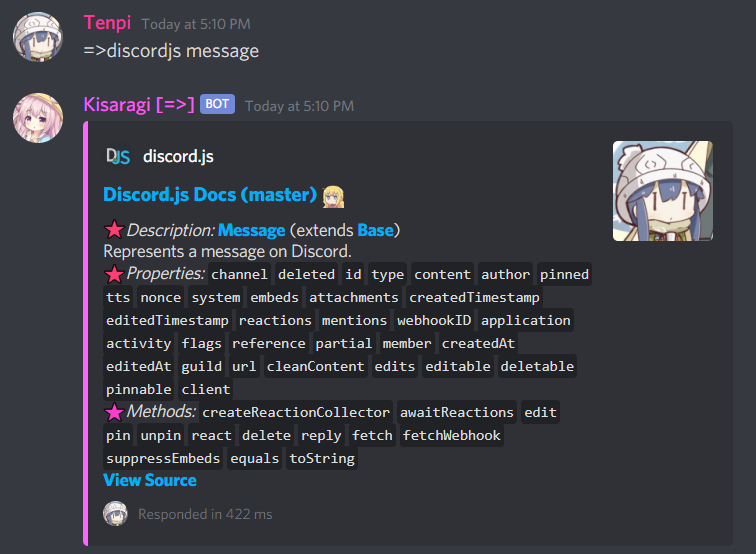 Tenpi Today at 5:10 PM
=>discordjs message
Kisaragi [=>] BOT Today at 5:10 PM
DJS discord.js
Discord.js Docs (master)
Description: Message (extends Base)
Represents a message on Discord.
Properties: channel deleted id type content author pinned
tts nonce system embeds attachments createdTimestamp
editedTimestamp reactions mentions webhookID application
activity flags reference partial member createdAt
editedAt guild url cleanContent edits editable deletable
pinnable client
Methods: createReactionCollector awaitReactions edit
pin unpin react delete reply fetch fetchWebhook
suppressEmbeds equals toString
View Source
Responded in 422 ms